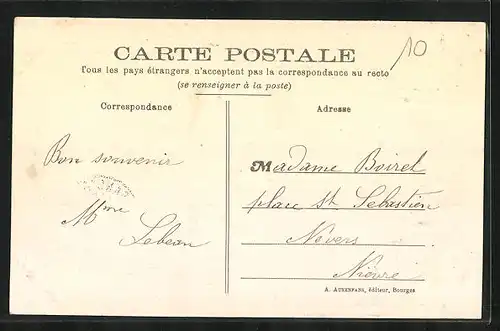 10
CARTE POSTALE
Tous les pays étrangers n'acceptent pas la correspondance au recto
(se renseigner à la poste)
Correspondance
Adresse
Bon souvenir
Mme
Lebeau
Madame Boiret
place St Sébastien
Nevers
Nièvre
A. AUXENFANS, éditeur, Bourges